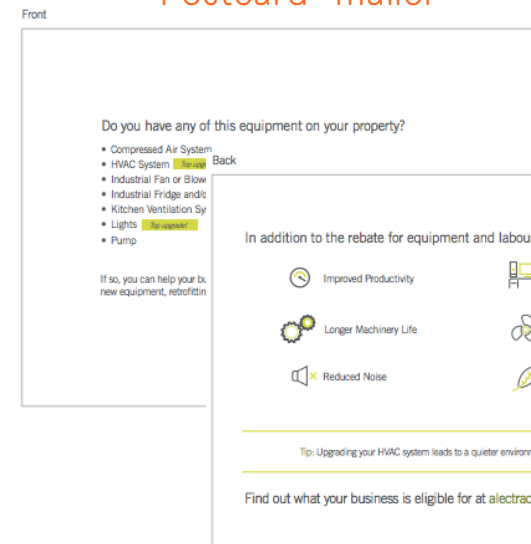 Postcard mailer
Front
Do you have any of this equipment on your property?
• Compressed Air System
• HVAC System Top upgr
• Industrial Fan or Blow
• Industrial Fridge and/o
• Kitchen Ventilation Sy
• Lights Top upgrade!
• Pump
If so, you can help your bu
new equipment, retrofittin
Back
In addition to the rebate for equipment and labou
Improved Productivity
Longer Machinery Life
Reduced Noise
Tip: Upgrading your HVAC system leads to a quieter environm
Find out what your business is eligible for at alectrac